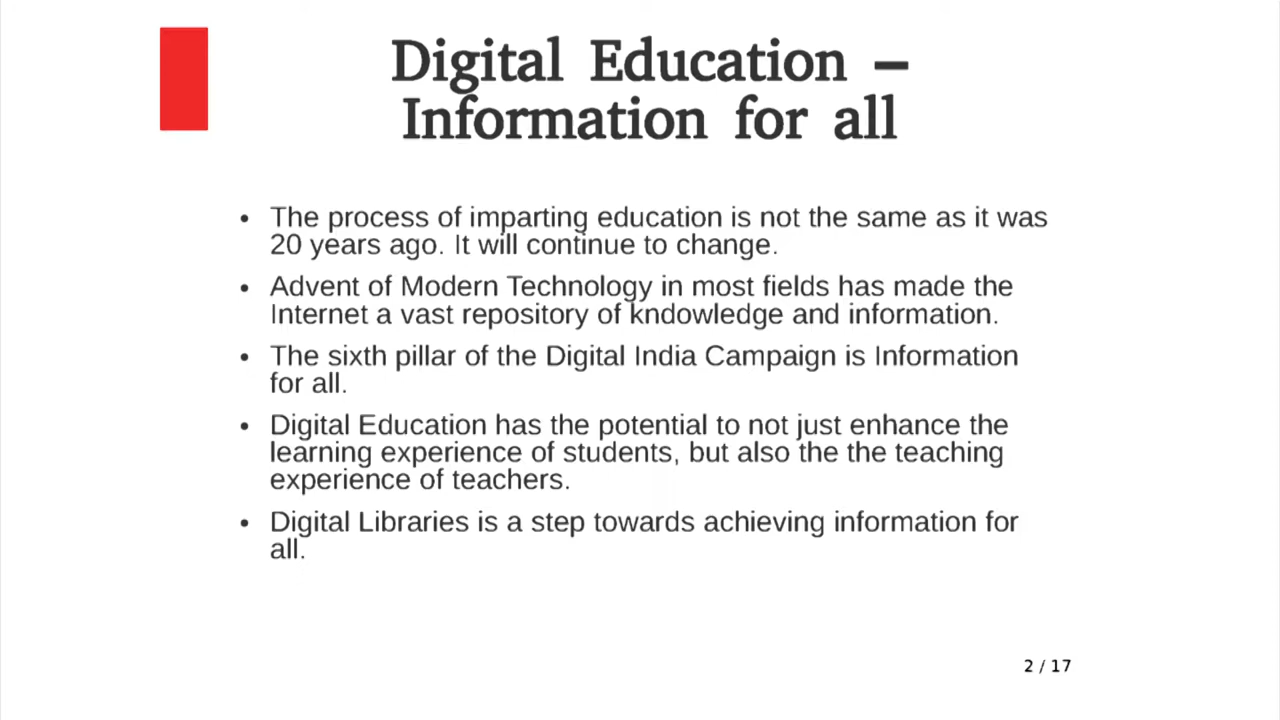 Digital Education –
Information for all
• The process of imparting education is not the same as it was
20 years ago. It will continue to change.
• Advent of Modern Technology in most fields has made the
Internet a vast repository of kndowledge and information.
• The sixth pillar of the Digital India Campaign is Information
for all.
• Digital Education has the potential to not just enhance the
learning experience of students, but also the the teaching
experience of teachers.
• Digital Libraries is a step towards achieving information for
all.
2 / 17